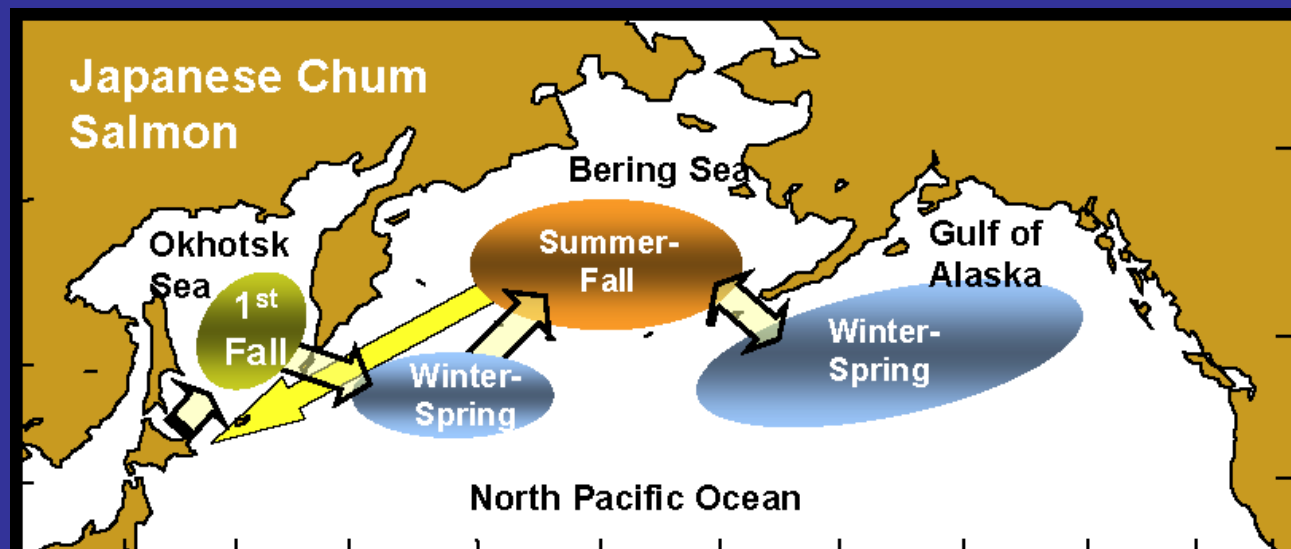 Japanese Chum
Salmon
Bering Sea
Okhotsk
Sea
1st
Fall
Summer-
Fall
Gulf of
Alaska
Winter-
Spring
Winter-
Spring
North Pacific Ocean